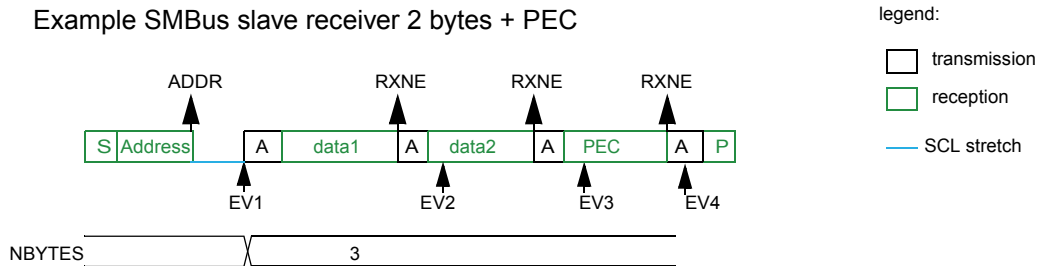 Example SMBus slave receiver 2 bytes + PEC
legend:
transmission
reception
SCL stretch
ADDR RXNE RXNE RXNE
S Address A data1 A data2 A PEC A P
EV1 EV2 EV3 EV4
NBYTES 3